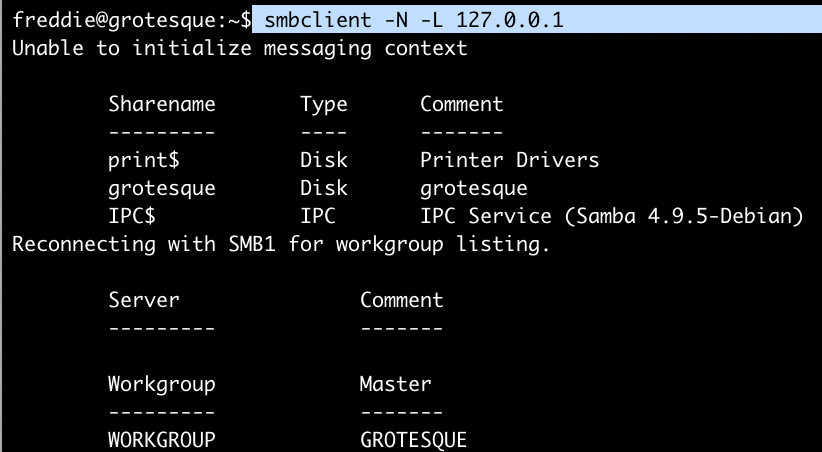 freddie@grotesque:~$ smbclient -N -L 127.0.0.1
Unable to initialize messaging context
Sharename Type Comment
--------- ---- -------
print$ Disk Printer Drivers
grotesque Disk grotesque
IPC$ IPC IPC Service (Samba 4.9.5-Debian)
Reconnecting with SMB1 for workgroup listing.
Server Comment
--------- -------
Workgroup Master
--------- -------
WORKGROUP GROTESQUE